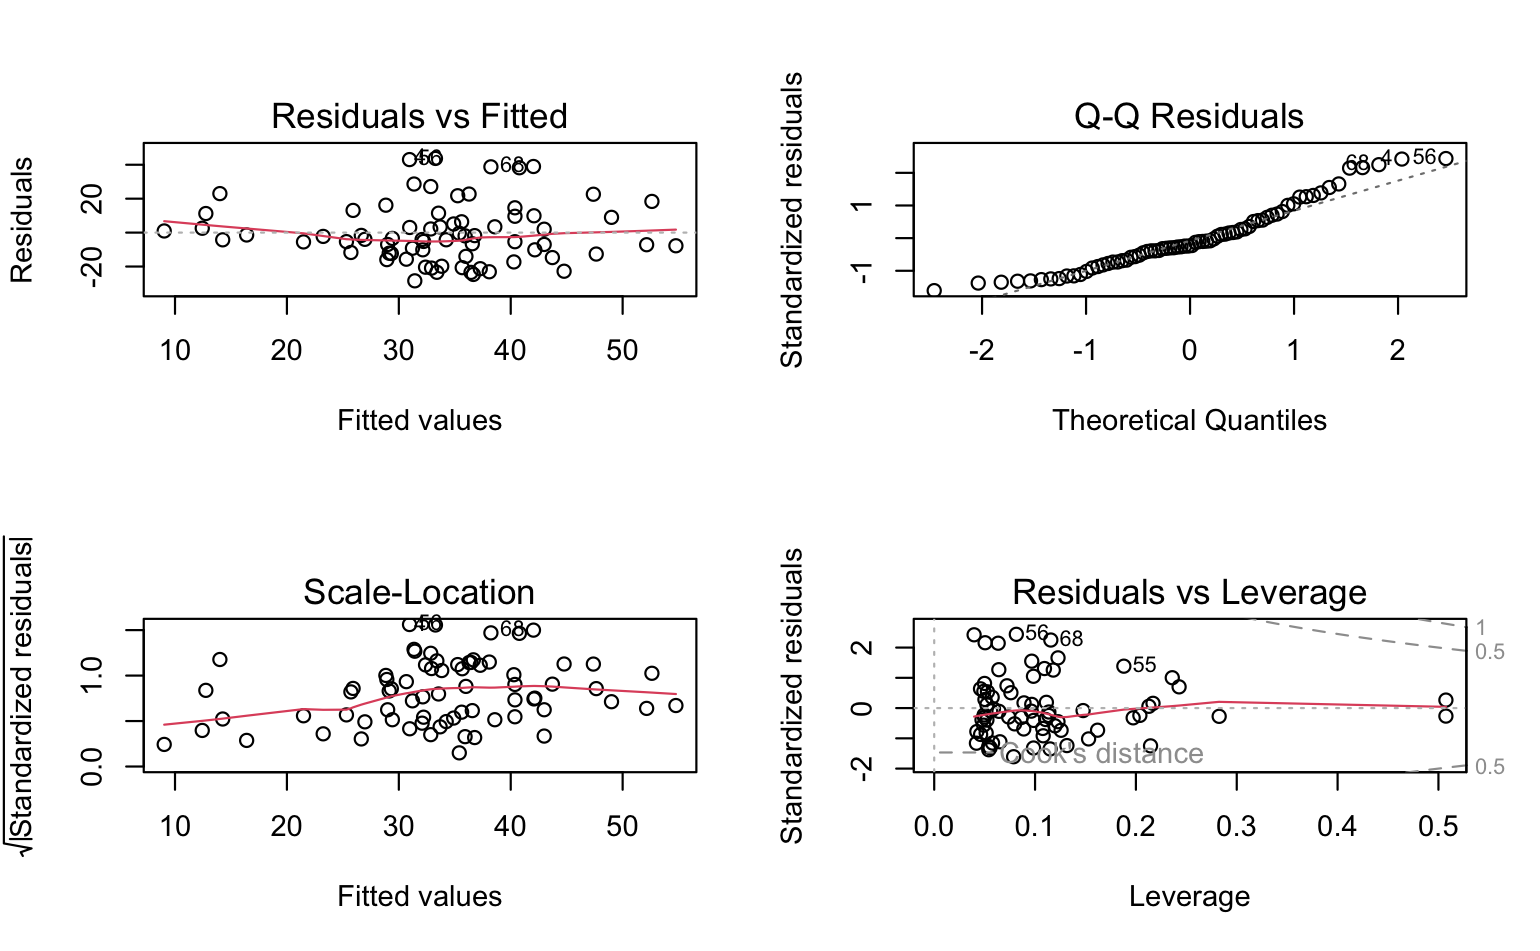 Residuals vs Fitted
Residuals
20
-20
10 20 30 40 50
Fitted values
68
Q-Q Residuals
Standardized residuals
1
-1
-2 -1 0 1 2
Theoretical Quantiles
68 4 56
Scale-Location
√|Standardized residuals|
1.0
0.0
10 20 30 40 50
Fitted values
68
Residuals vs Leverage
Standardized residuals
2
0
-2
0.0 0.1 0.2 0.3 0.4 0.5
Leverage
56 68
55
Cook's distance
1
0.5
0.5